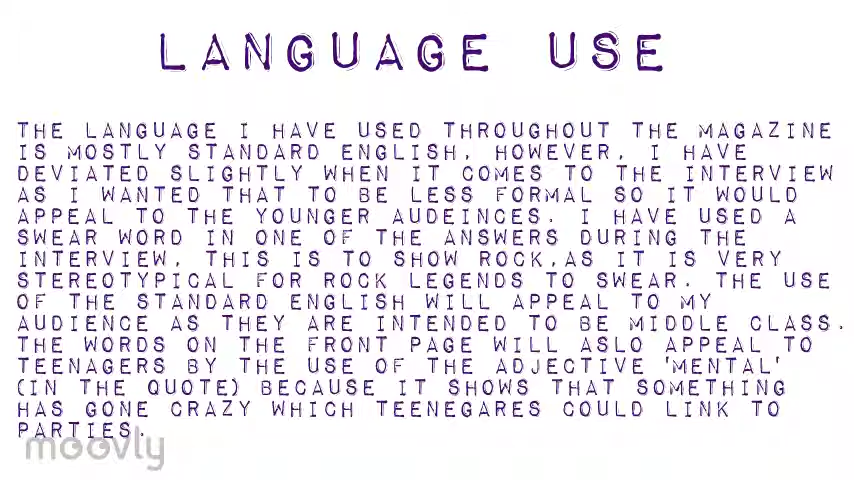 LANGUAGE USE
THE LANGUAGE I HAVE USED THROUGHOUT THE MAGAZINE
IS MOSTLY STANDARD ENGLISH. HOWEVER, I HAVE
DEVIATED SLIGHTLY WHEN IT COMES TO THE INTERVIEW
AS I WANTED THAT TO BE LESS FORMAL SO IT WOULD
APPEAL TO THE YOUNGER AUDEINCES. I HAVE USED A
SWEAR WORD IN ONE OF THE ANSWERS DURING THE
INTERVIEW, THIS IS TO SHOW ROCK,AS IT IS VERY
STEREOTYPICAL FOR ROCK LEGENDS TO SWEAR. THE USE
OF THE STANDARD ENGLISH WILL APPEAL TO MY
AUDIENCE AS THEY ARE INTENDED TO BE MIDDLE CLASS.
THE WORDS ON THE FRONT PAGE WILL ASLO APPEAL TO
TEENAGERS BY THE USE OF THE ADJECTIVE 'MENTAL'
(IN THE QUOTE) BECAUSE IT SHOWS THAT SOMETHING
HAS GONE CRAZY WHICH TEENEGARES COULD LINK TO
PARTIES.
moovly